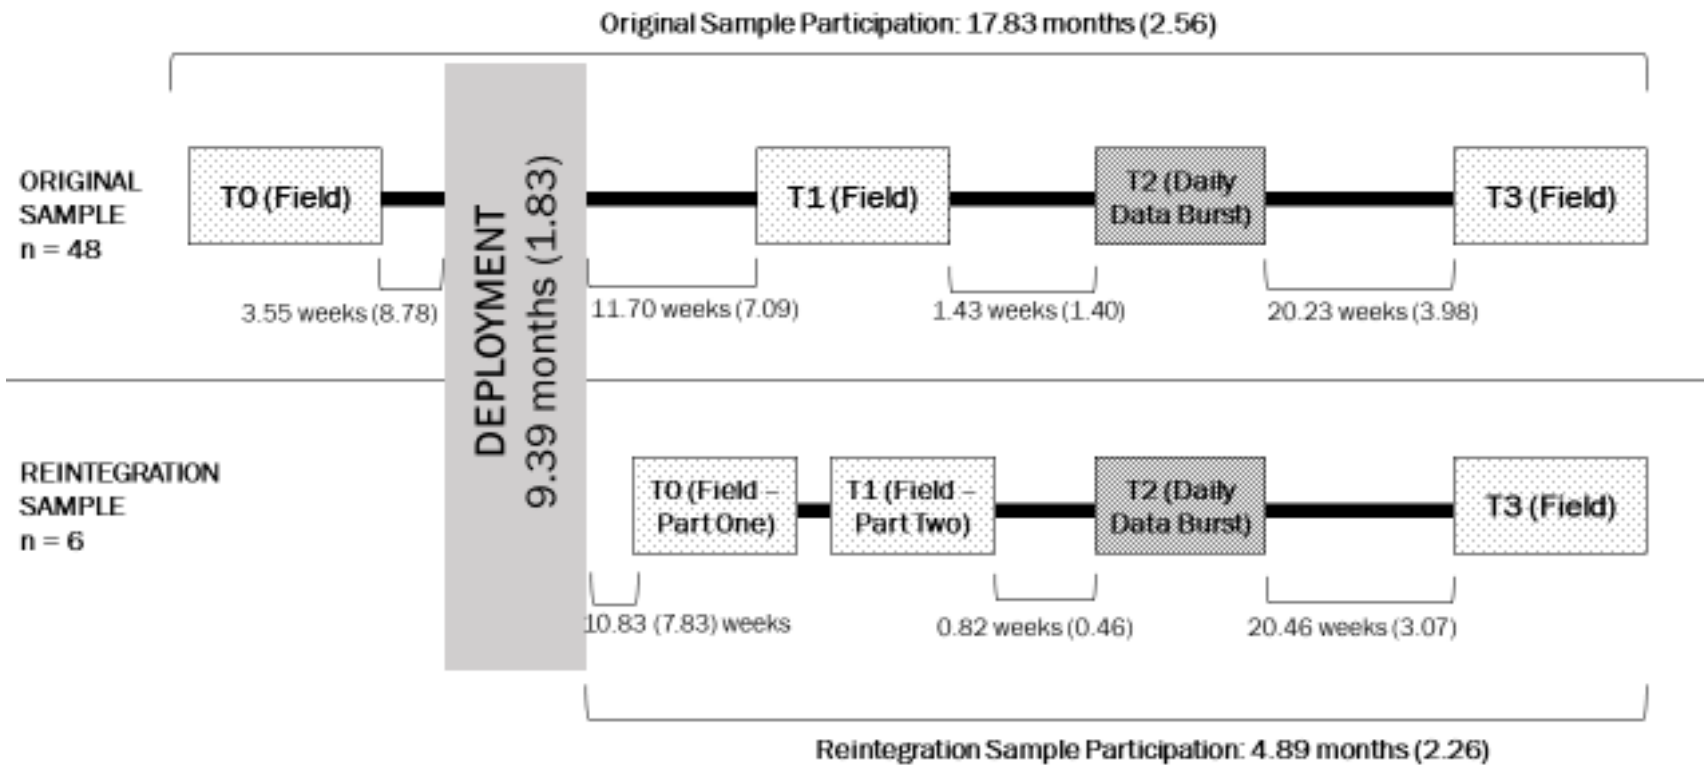 Original Sample Participation: 17.83 months (2.56)
ORIGINAL
SAMPLE
n = 48
T0 (Field)
DEPLOYMENT
9.39 months (1.83)
T1 (Field)
T2 (Daily
Data Burst)
T3 (Field)
3.55 weeks (8.78)
11.70 weeks (7.09)
1.43 weeks (1.40)
20.23 weeks (3.98)
REINTEGRATION
SAMPLE
n = 6
T0 (Field –
Part One)
T1 (Field –
Part Two)
T2 (Daily
Data Burst)
T3 (Field)
10.83 (7.83) weeks
0.82 weeks (0.46)
20.46 weeks (3.07)
Reintegration Sample Participation: 4.89 months (2.26)